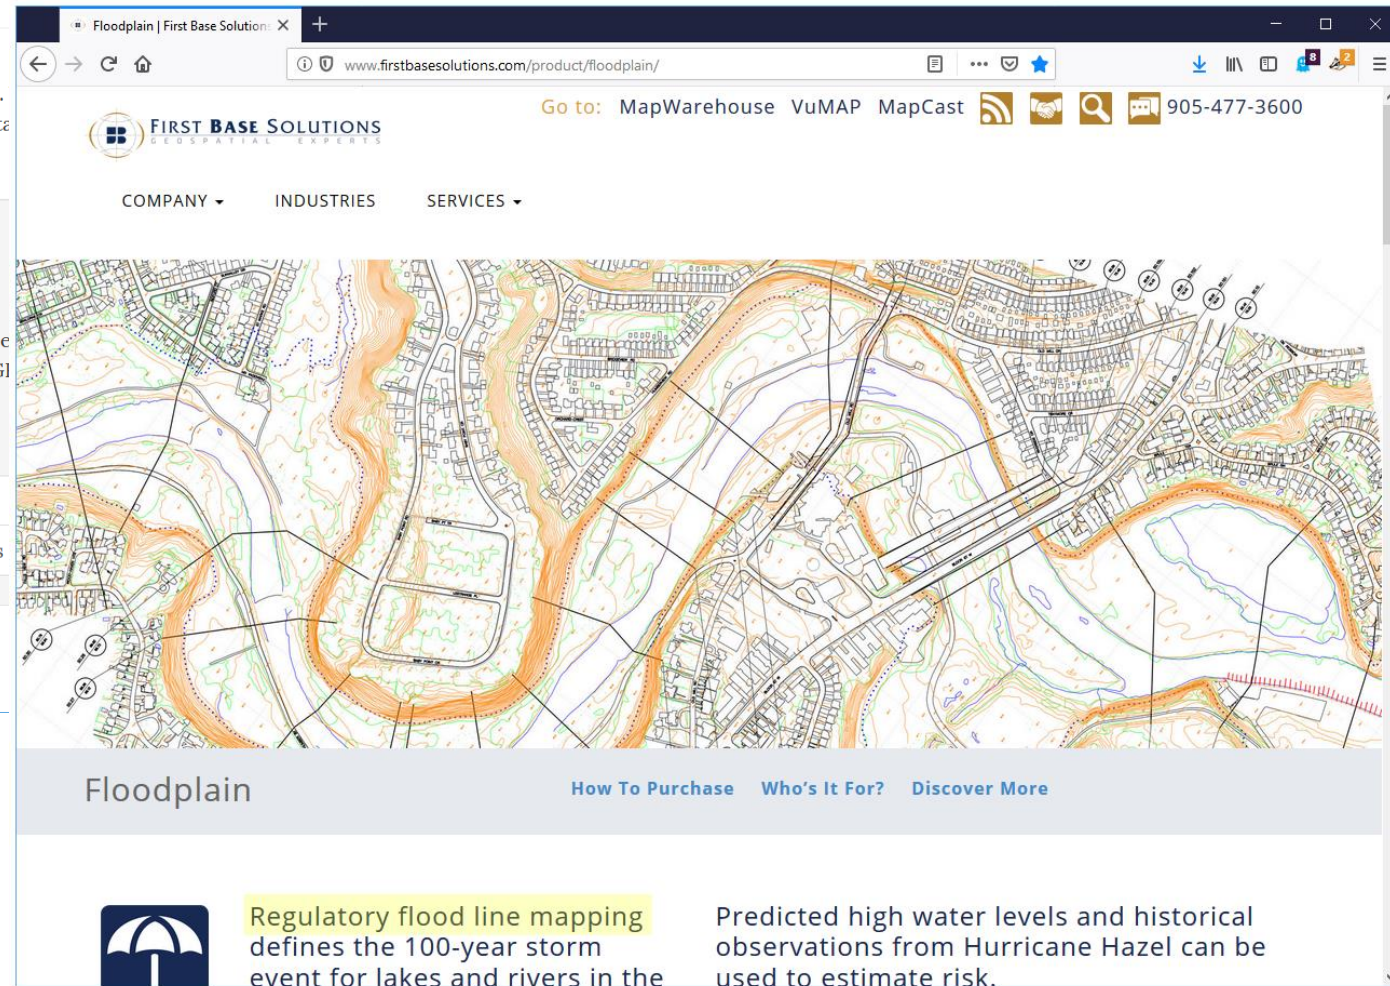 Floodplain | First Base Solution
www.firstbasesolutions.com/product/floodplain/
8
2
Go to: MapWarehouse VuMAP MapCast 905-477-3600
FIRST BASE SOLUTIONS
GEOSPATIAL EXPERTS
COMPANY INDUSTRIES SERVICES
Floodplain
How To Purchase Who's It For? Discover More
Regulatory flood line mapping
defines the 100-year storm
event for lakes and rivers in the
Predicted high water levels and historical
observations from Hurricane Hazel can be
used to estimate risk.